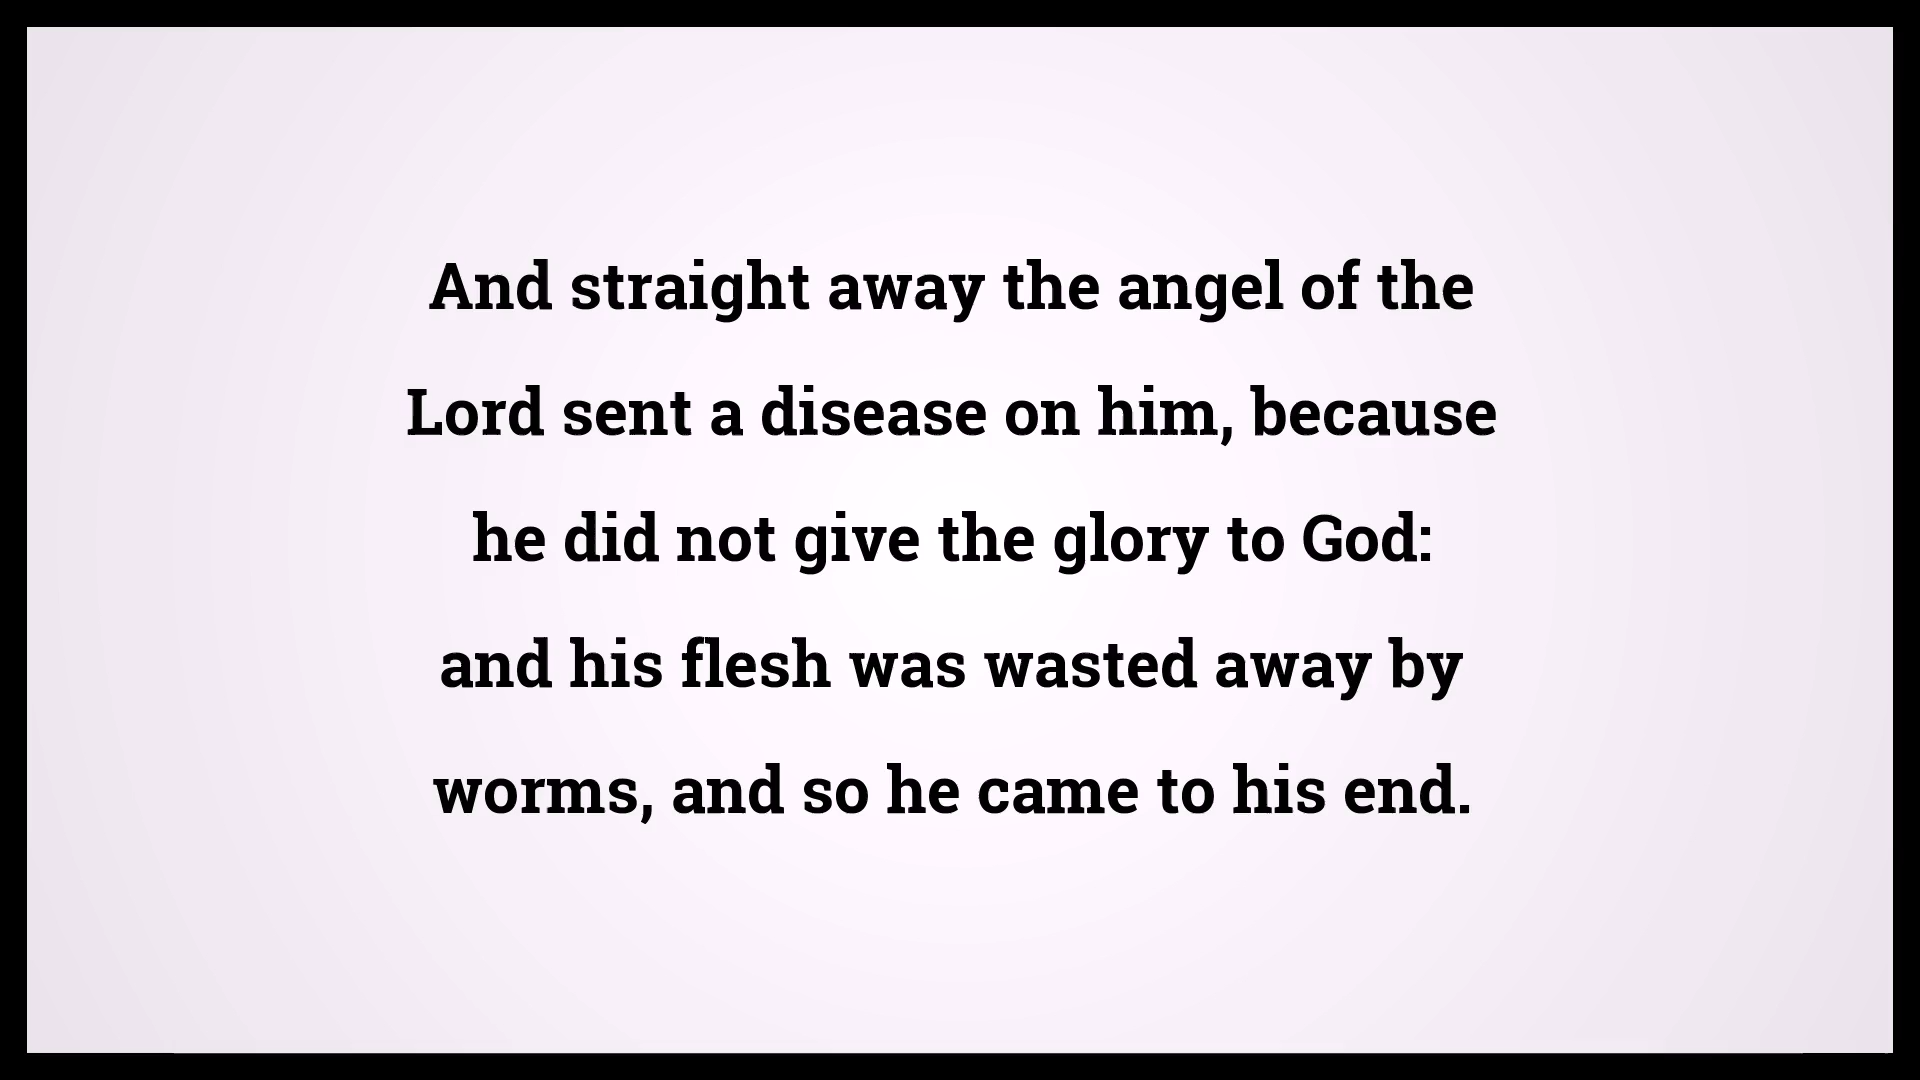 And straight away the angel of the
Lord sent a disease on him, because
he did not give the glory to God:
and his flesh was wasted away by
worms, and so he came to his end.